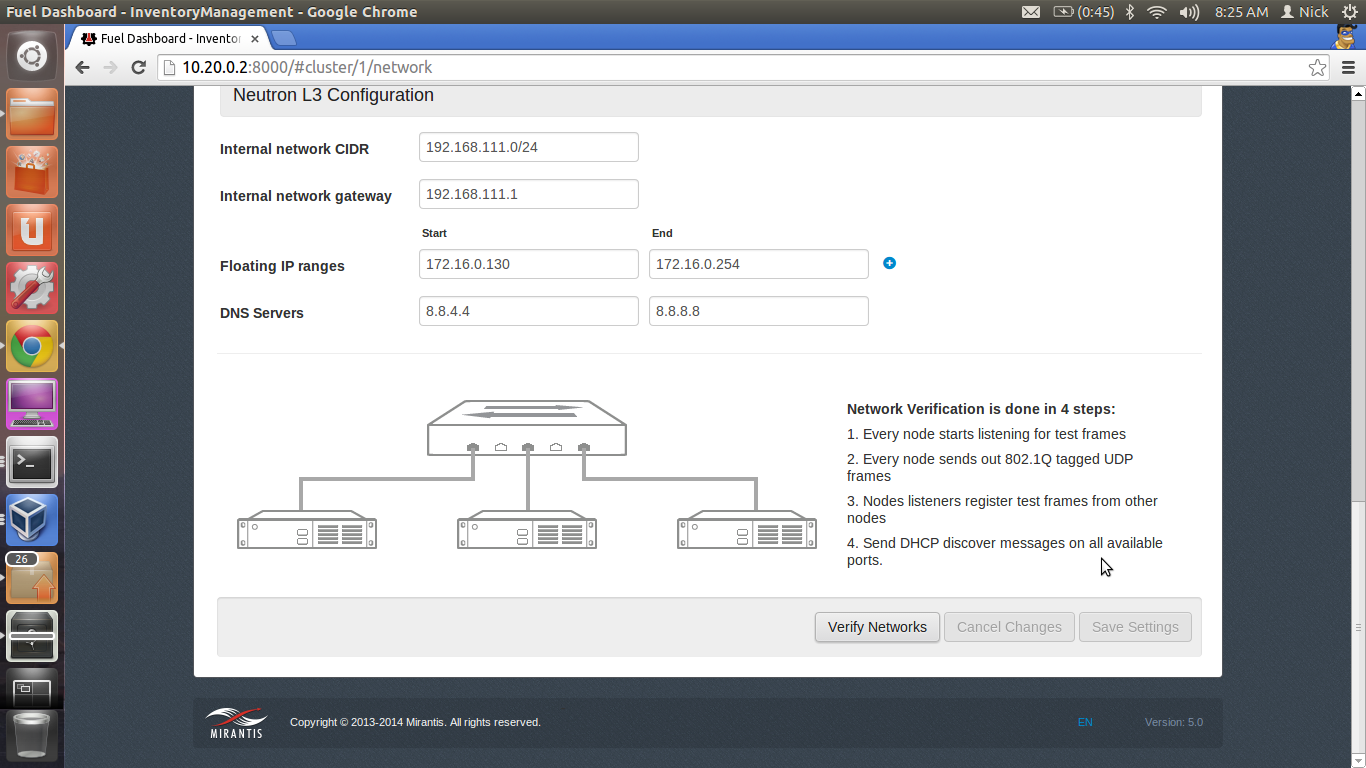 Fuel Dashboard - InventoryManagement - Google Chrome
(0:45)
8:25 AM
Nick
Fuel Dashboard - Inventor
10.20.0.2:8000/#cluster/1/network
Neutron L3 Configuration
Internal network CIDR
192.168.111.0/24
Internal network gateway
192.168.111.1
Start
End
Floating IP ranges
172.16.0.130
172.16.0.254
DNS Servers
8.8.4.4
8.8.8.8
Network Verification is done in 4 steps:
1. Every node starts listening for test frames
2. Every node sends out 802.1Q tagged UDP
frames
3. Nodes listeners register test frames from other
nodes
4. Send DHCP discover messages on all available
ports.
26
Verify Networks
Cancel Changes
Save Settings
MIRANTIS
Copyright © 2013-2014 Mirantis. All rights reserved.
EN
Version: 5.0